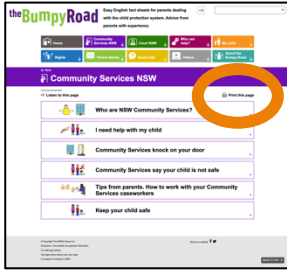 the Bumpy Road
Easy English fact sheets for parents dealing
with the child protection system. Advice from
parents with experience.
Home
Community
Services NSW
Court NSW
Who can
help?
My child
Rights
Parent stories
Videos
About the
Bumpy Road
Community Services NSW
Listen to this page
Print this page
Who are NSW Community Services?
I need help with my child
Community Services knock on your door
Community Services say your child is not safe
Tips from parents. How to work with your Community
Services caseworkers
Keep your child safe